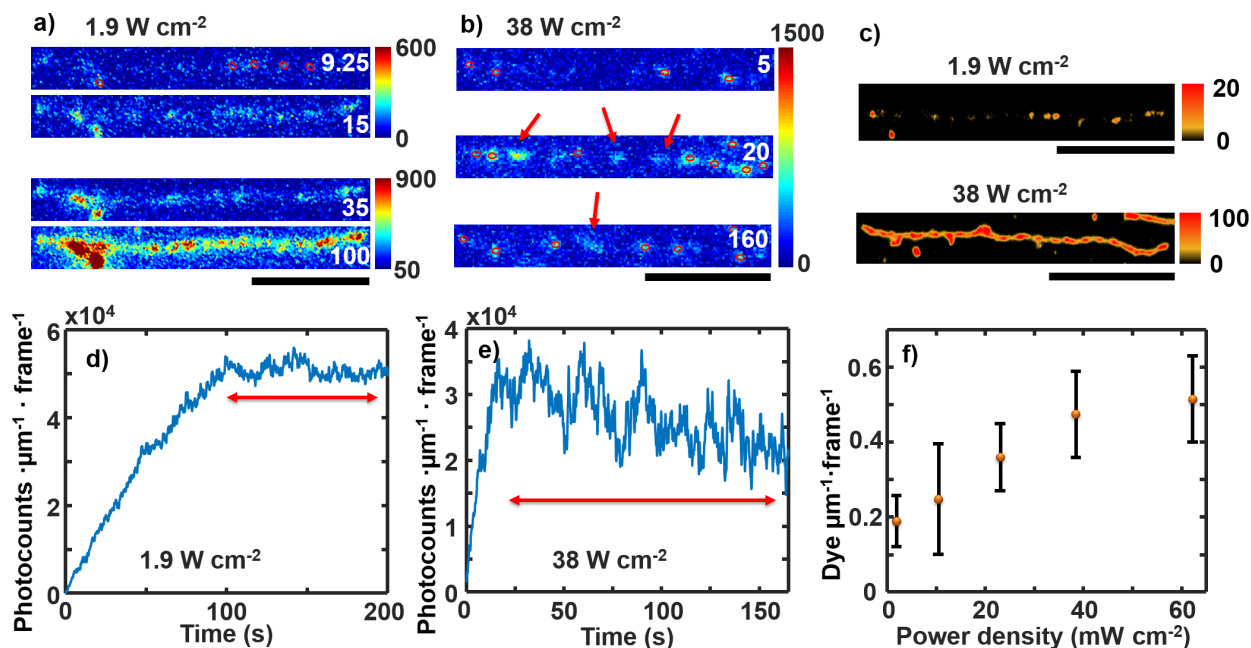 a) 1.9 W cm⁻²
9.25
15
600
0
35
100
900
50
b) 38 W cm⁻²
5
20
160
1500
0
c)
1.9 W cm⁻²
20
0
38 W cm⁻²
100
0
d)
x10⁴
6
4
2
0
0 100 200
1.9 W cm⁻²
Time (s)
Photocounts ·µm⁻¹ · frame⁻¹
e)
x10⁴
4
3
2
1
0
0 50 100 150
38 W cm⁻²
Time (s)
Photocounts ·µm⁻¹ · frame⁻¹
f)
0.6
0.4
0.2
0
0 20 40 60
Power density (mW cm⁻²)
Dye µm⁻¹·frame⁻¹